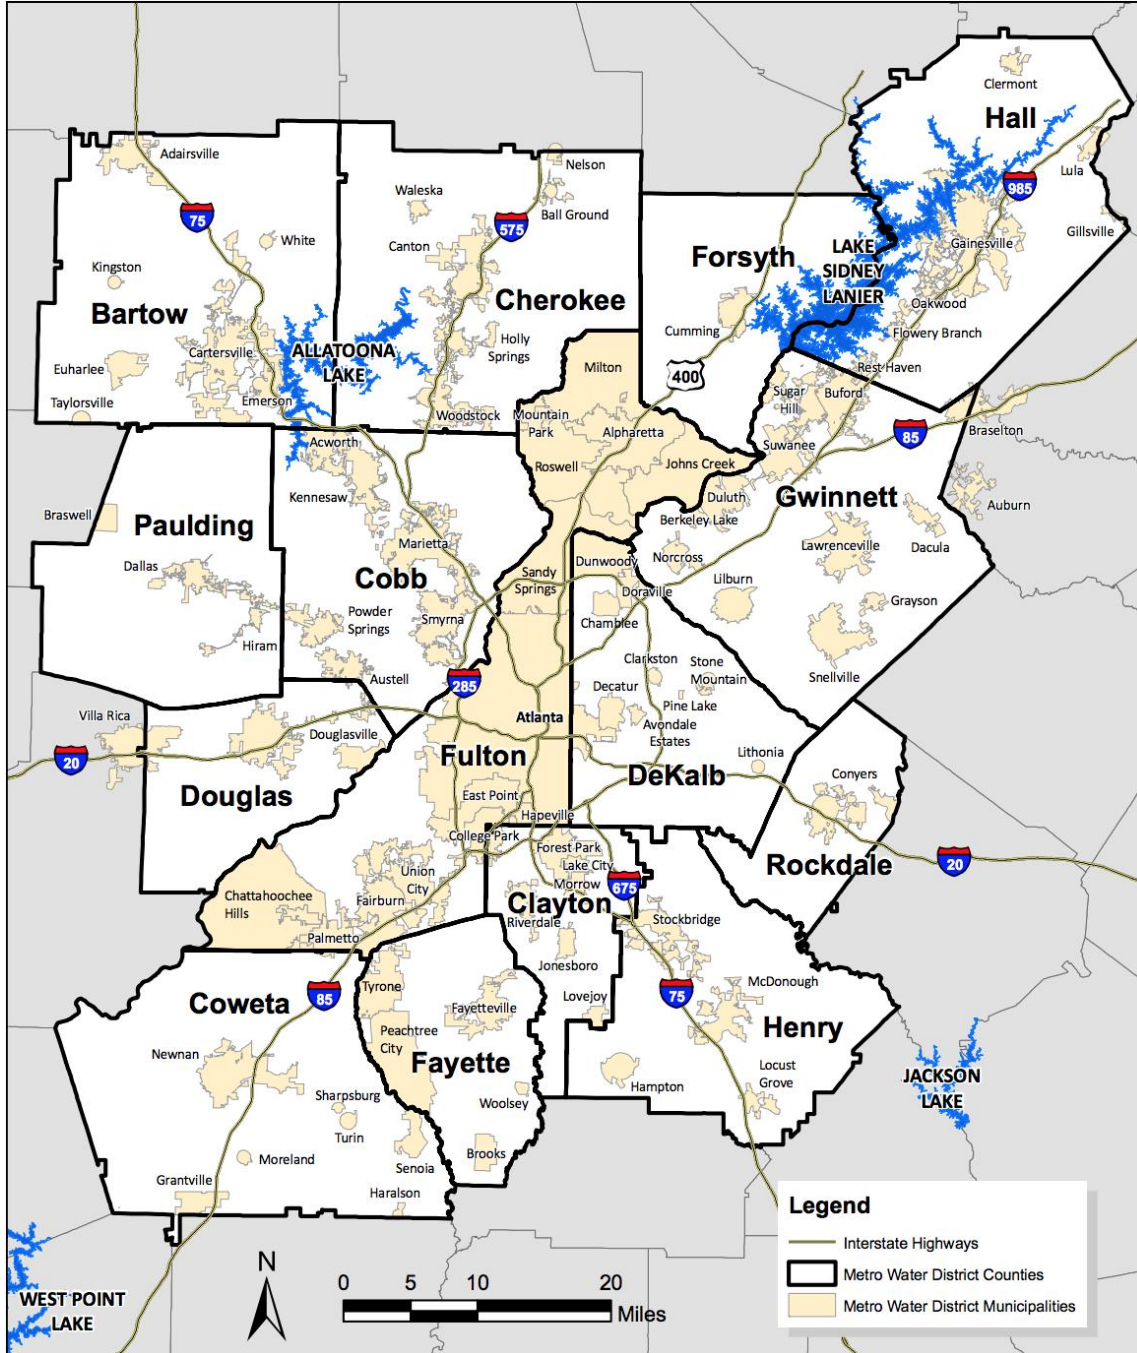 Clermont
Hall
Adairsville
Nelson
Lula
985
Waleska
75
575
Ball Ground
Gillsville
White
Canton
Forsyth
LAKE
SIDNEY
LANIER
Gainesville
Kingston
Cherokee
Bartow
Oakwood
Cumming
Flowery Branch
Holly
Springs
Cartersville
ALLATOONA
LAKE
Euharlee
Milton
Rest Haven
400
Taylorsville
Emerson
Sugar
Hill
Buford
Woodstock
Mountain
Park
Alpharetta
85
Braselton
Acworth
Suwanee
Roswell
Johns Creek
Kennesaw
Duluth
Gwinnett
Auburn
Braswell
Paulding
Berkeley Lake
Marietta
Lawrenceville
Dacula
Dallas
Cobb
Sandy
Springs
Dunwoody
Norcross
Lilburn
Doraville
Grayson
Powder
Springs
Smyrna
Chamblee
Hiram
Clarkston
Stone
Mountain
Snellville
Austell
285
Decatur
Pine Lake
Villa Rica
Atlanta
Avondale
Estates
Douglasville
20
Fulton
Lithonia
DeKalb
Conyers
Douglas
East Point
Hapeville
College Park
Forest Park
Rockdale
20
Lake City
Union
City
Morrow
675
Chattahoochee
Hills
Fairburn
Clayton
Riverdale
Stockbridge
Palmetto
Jonesboro
Tyrone
McDonough
Coweta
85
Lovejoy
75
Fayetteville
Henry
Peachtree
City
Newnan
Fayette
Locust
Grove
JACKSON
LAKE
Hampton
Sharpsburg
Woolsey
Turin
Moreland
Brooks
Senoia
Grantville
Haralson
Legend
Interstate Highways
Metro Water District Counties
Metro Water District Municipalities
N
0 5 10 20
Miles
WEST POINT
LAKE